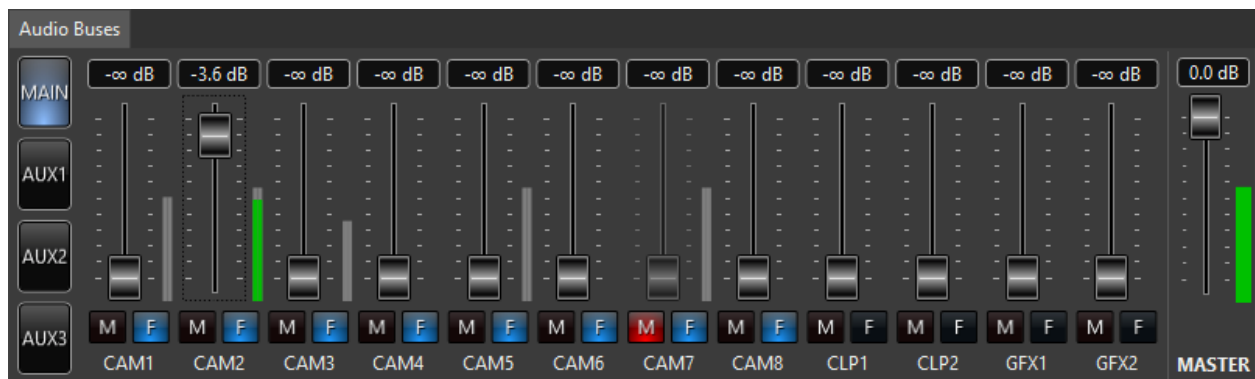 Audio Buses
MAIN
AUX1
AUX2
AUX3
-∞ dB -3.6 dB -∞ dB -∞ dB -∞ dB -∞ dB -∞ dB -∞ dB -∞ dB -∞ dB -∞ dB -∞ dB 0.0 dB
M F M F M F M F M F M F M F M F M F M F M F M F
CAM1 CAM2 CAM3 CAM4 CAM5 CAM6 CAM7 CAM8 CLP1 CLP2 GFX1 GFX2 MASTER